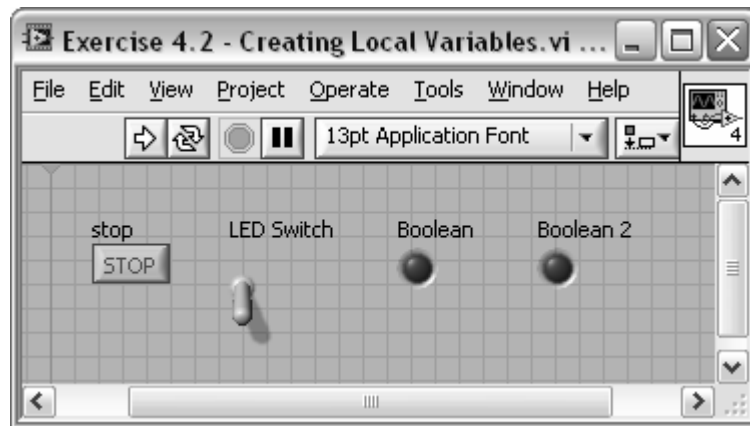 Exercise 4.2 - Creating Local Variables.vi ...
File Edit View Project Operate Tools Window Help
13pt Application Font
4
stop LED Switch Boolean Boolean 2
STOP